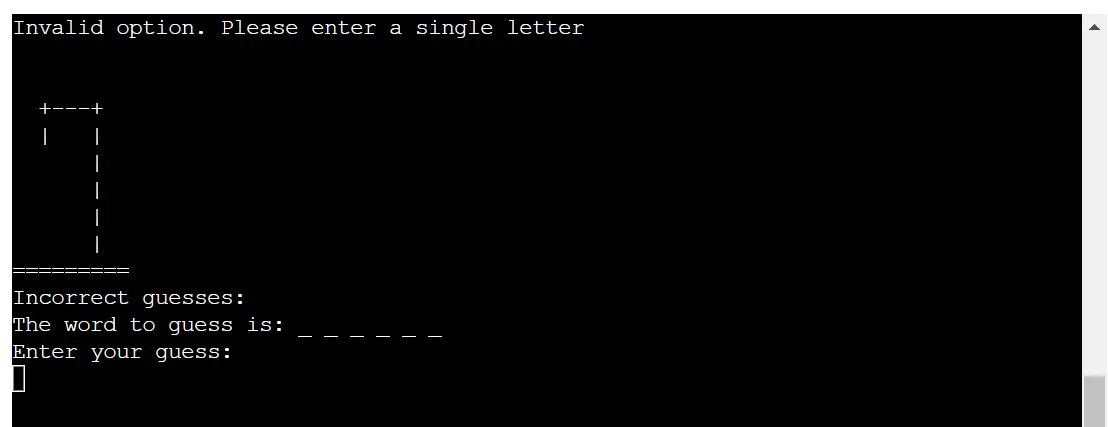 Invalid option. Please enter a single letter
  +---+
  |   |
      |
      |
      |
      |
=========
Incorrect guesses:
The word to guess is: _ _ _ _ _ _
Enter your guess: